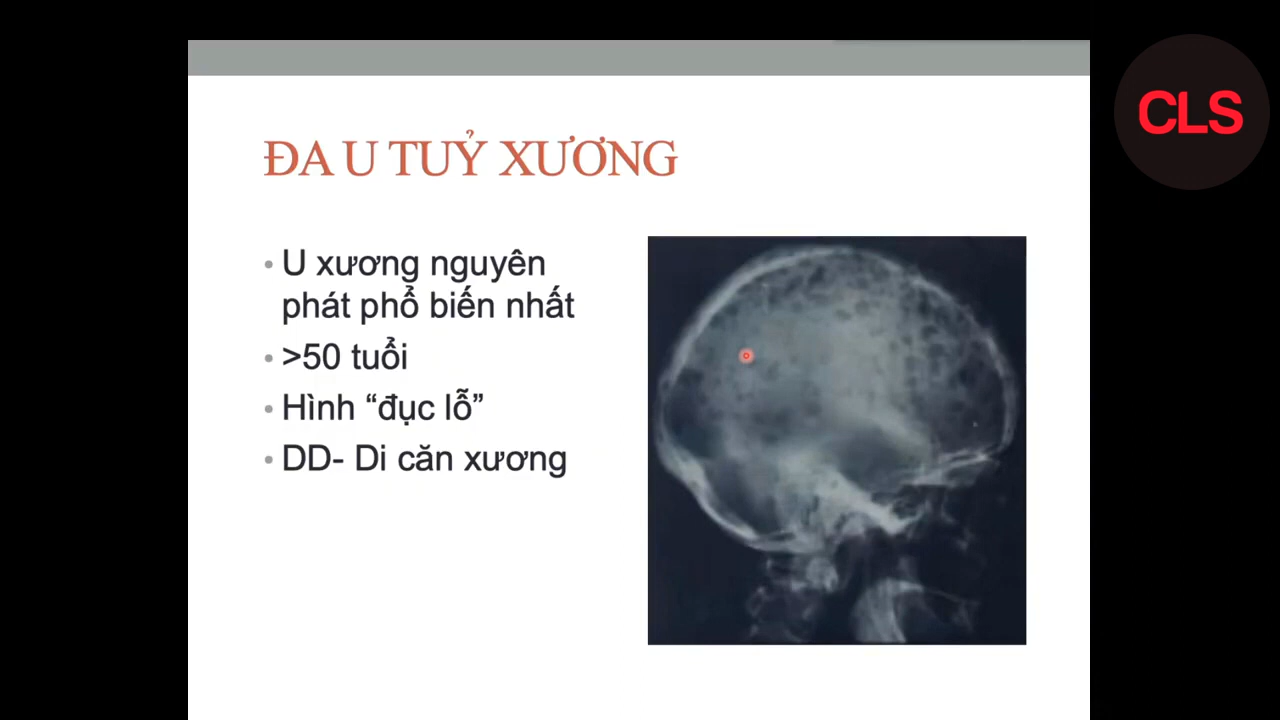 CLS
ĐA U TUỶ XƯƠNG
• U xương nguyên
phát phổ biến nhất
• >50 tuổi
• Hình “đục lỗ”
• DD- Di căn xương